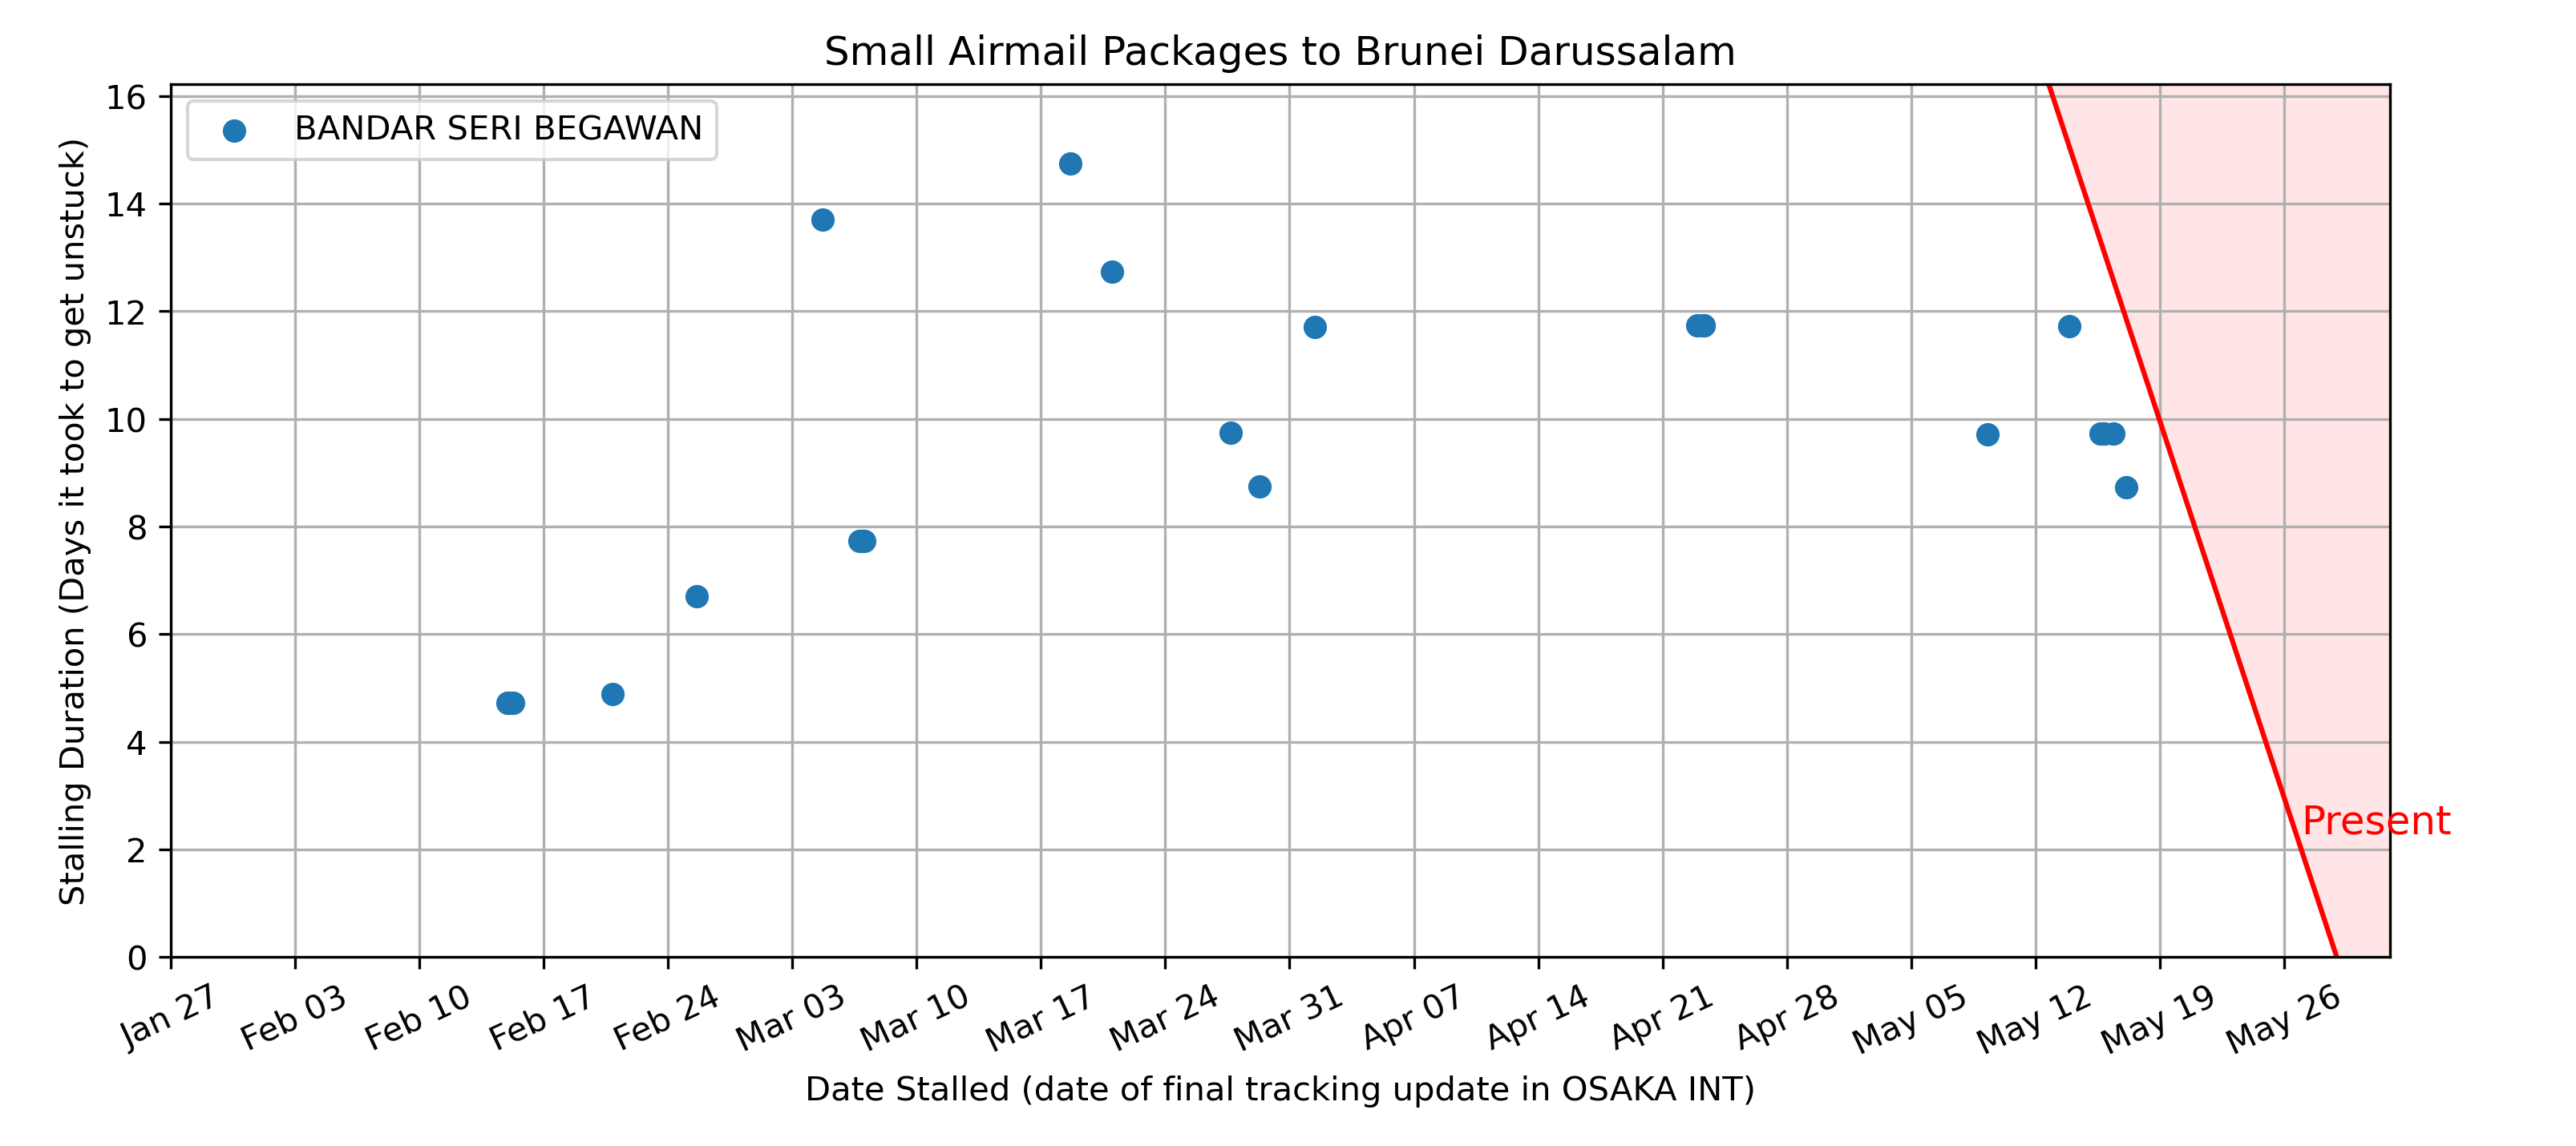 Small Airmail Packages to Brunei Darussalam
BANDAR SERI BEGAWAN
Stalling Duration (Days it took to get unstuck)
16
14
12
10
8
6
4
2
0
Present
Jan 27
Feb 03
Feb 10
Feb 17
Feb 24
Mar 03
Mar 10
Mar 17
Mar 24
Mar 31
Apr 07
Apr 14
Apr 21
Apr 28
May 05
May 12
May 19
May 26
Date Stalled (date of final tracking update in OSAKA INT)